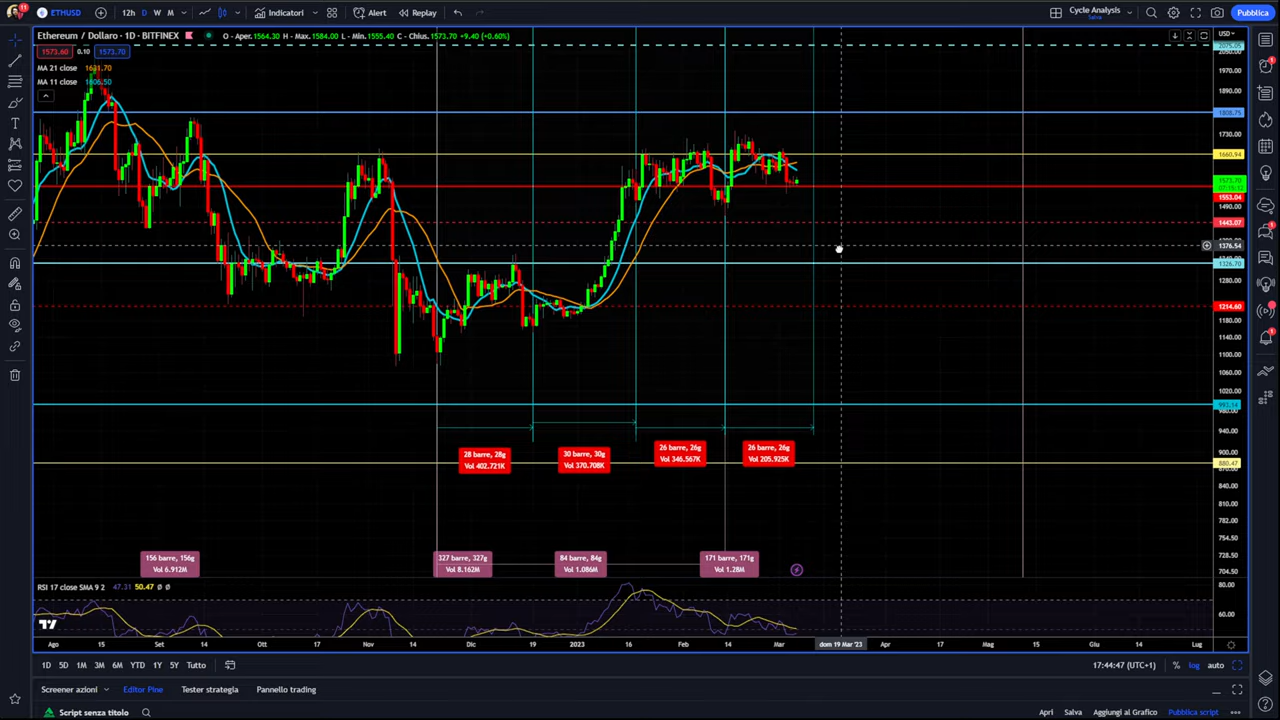 11
ETHUSD
12h
D
W
M
Indicatori
Alert
Replay
Cycle Analysis
Salva
Pubblica
Ethereum / Dollaro · 1D · BITFINEX
O - Aper.1564.30 H - Max.1584.00 L - Min.1555.40 C - Chius.1573.70 +9.40 (+0.60%)
1573.60
0.10
1573.70
MA 21 close 1631.70
MA 11 close 1606.50
USD
2075.05
1970.00
1890.00
1808.75
1730.00
1660.94
1573.70
1553.04
1490.00
1443.07
1376.54
1326.70
1280.00
1214.60
1180.00
1140.00
1100.00
1060.00
1020.00
993.14
940.00
900.00
880.47
840.00
810.00
782.00
754.50
728.50
704.50
28 barre, 28g
Vol 402.721K
30 barre, 30g
Vol 370.708K
26 barre, 26g
Vol 346.567K
26 barre, 26g
Vol 205.925K
156 barre, 156g
Vol 6.912M
327 barre, 327g
Vol 8.162M
84 barre, 84g
Vol 1.086M
171 barre, 171g
Vol 1.28M
RSI 17 close SMA 9 2 47.31 50.47 Ø Ø
80.00
60.00
Ago
15
Set
14
Ott
17
Nov
14
Dic
19
2023
16
Feb
14
Mar
dom 19 Mar '23
Apr
17
Mag
15
Giu
14
Lug
1D
5D
1M
3M
6M
YTD
1Y
5Y
Tutto
17:44:47 (UTC+1)
%
log
auto
Screener azioni
Editor Pine
Tester strategia
Pannello trading
Script senza titolo
Apri
Salva
Aggiungi al Grafico
Pubblica script